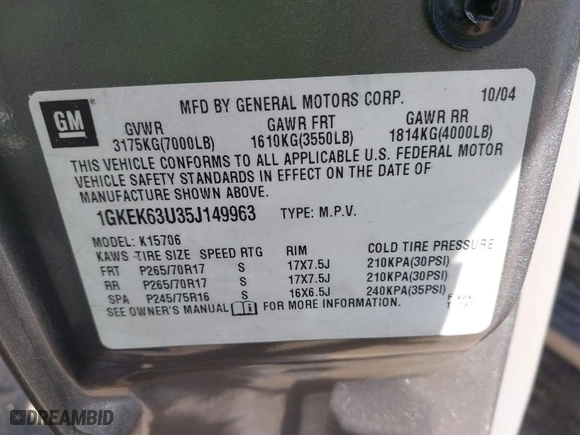 MFD BY GENERAL MOTORS CORP. 10/04
GM
GVWR GAWR FRT GAWR RR
3175KG(7000LB) 1610KG(3550LB) 1814KG(4000LB)
THIS VEHICLE CONFORMS TO ALL APPLICABLE U.S. FEDERAL MOTOR
VEHICLE SAFETY STANDARDS IN EFFECT ON THE DATE OF
MANUFACTURE SHOWN ABOVE.
1GKEK63U35J149963 TYPE: M.P.V.
MODEL: K15706
KAWS-TIRE SIZE SPEED RTG RIM COLD TIRE PRESSURE
FRT P265/70R17 S 17X7.5J 210KPA(30PSI)
RR P265/70R17 S 17X7.5J 210KPA(30PSI)
SPA P245/75R16 S 16X6.5J 240KPA(35PSI)
SEE OWNER'S MANUAL FOR MORE INFORMATION.
DREAMBID